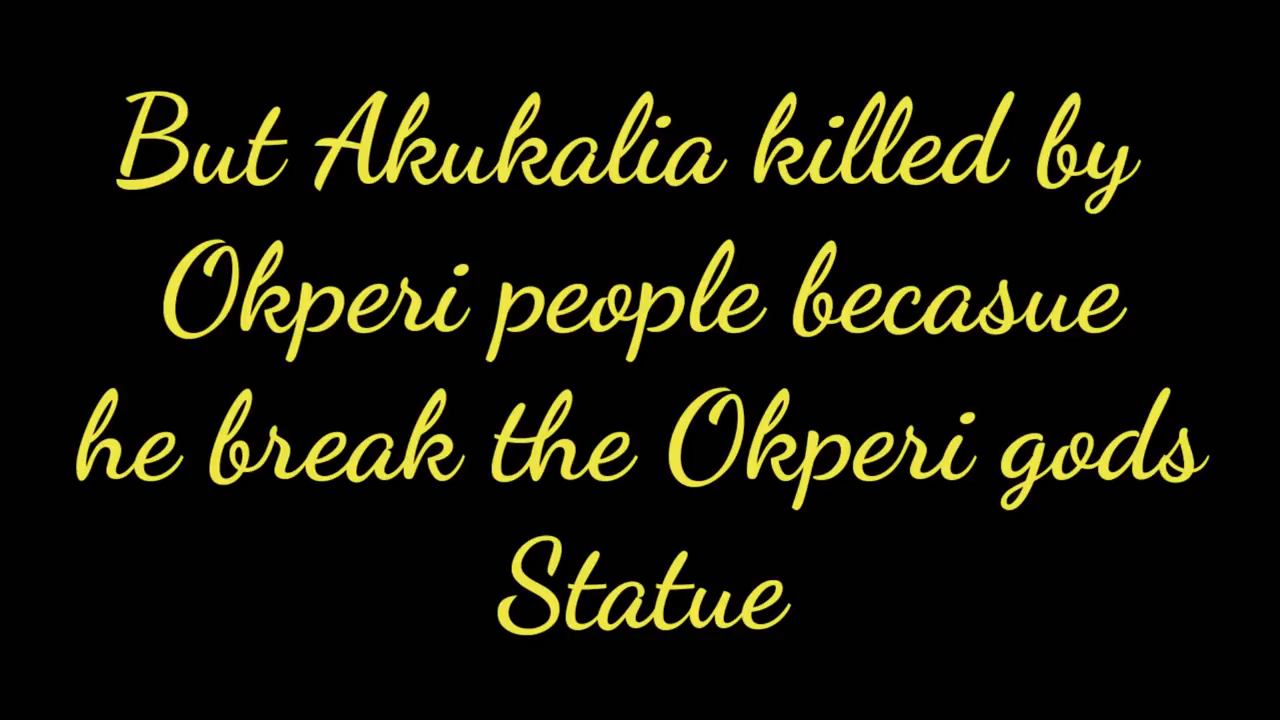 But Akukalia killed by
Okperi people becasue
he break the Okperi gods
Statue